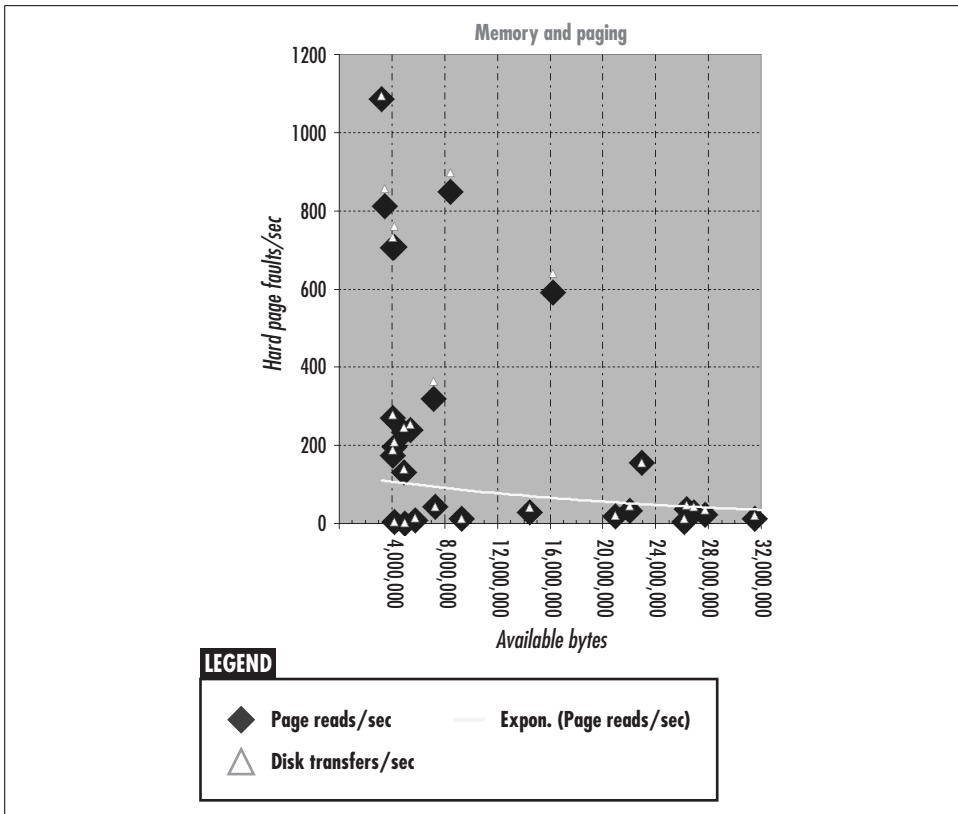 Memory and paging
1200
1000
800
600
400
200
0
Hard page faults/sec
4,000,000
8,000,000
12,000,000
16,000,000
20,000,000
24,000,000
28,000,000
32,000,000
Available bytes
LEGEND
Page reads/sec
Expon. (Page reads/sec)
Disk transfers/sec